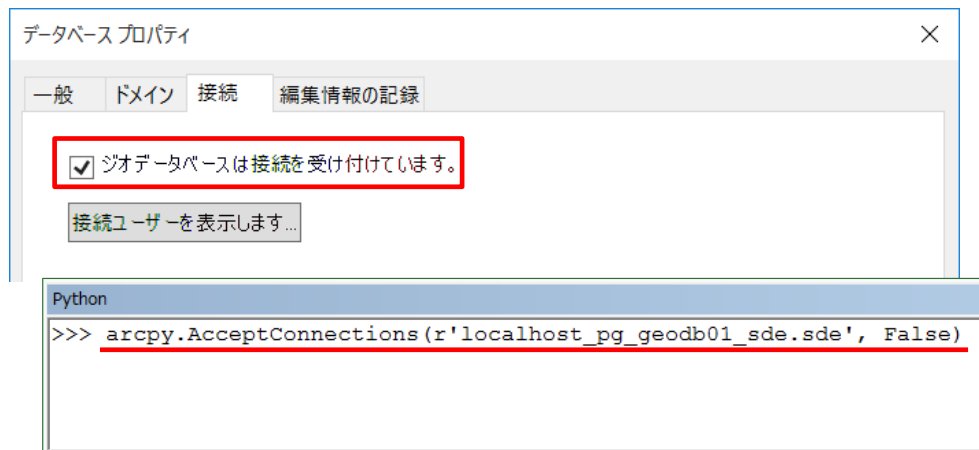 データベース プロパティ
一般 ドメイン 接続 編集情報の記録
ジオデータベースは接続を受け付けています。
接続ユーザーを表示します...
Python
>>> arcpy.AcceptConnections(r'localhost_pg_geodb01_sde.sde', False)